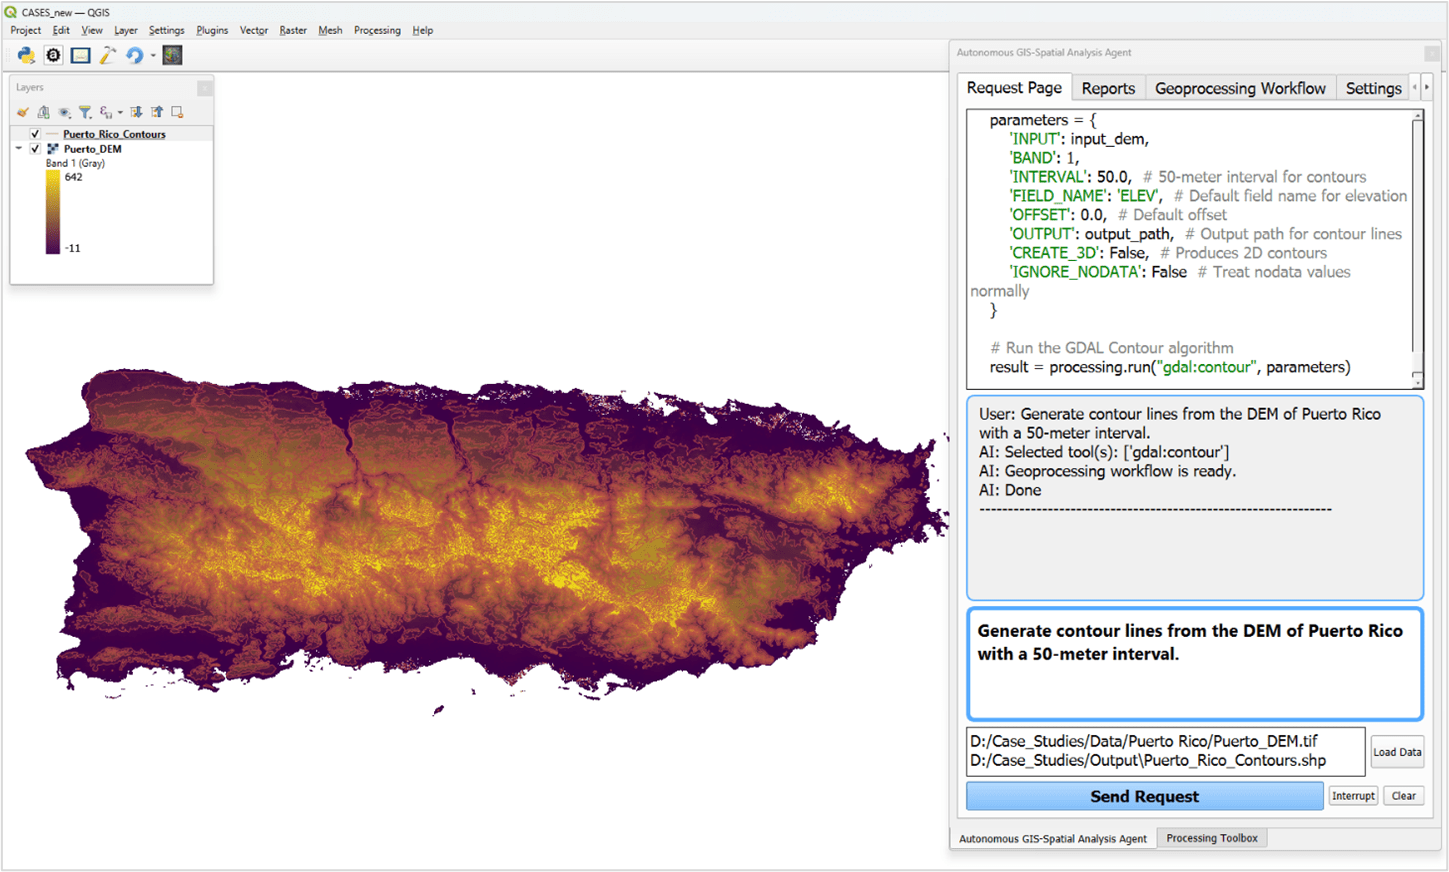 CASES_new — QGIS
Project Edit View Layer Settings Plugins Vector Raster Mesh Processing Help
Layers
Puerto_Rico_Contours
Puerto_DEM
Band 1 (Gray)
642
-11
Autonomous GIS-Spatial Analysis Agent
Request Page Reports Geoprocessing Workflow Settings
parameters = {
'INPUT': input_dem,
'BAND': 1,
'INTERVAL': 50.0, # 50-meter interval for contours
'FIELD_NAME': 'ELEV', # Default field name for elevation
'OFFSET': 0.0, # Default offset
'OUTPUT': output_path, # Output path for contour lines
'CREATE_3D': False, # Produces 2D contours
'IGNORE_NODATA': False # Treat nodata values
normally
}
# Run the GDAL Contour algorithm
result = processing.run("gdal:contour", parameters)
User: Generate contour lines from the DEM of Puerto Rico
with a 50-meter interval.
AI: Selected tool(s): ['gdal:contour']
AI: Geoprocessing workflow is ready.
AI: Done
------------------------------------------------------------
Generate contour lines from the DEM of Puerto Rico
with a 50-meter interval.
D:/Case_Studies/Data/Puerto Rico/Puerto_DEM.tif
D:/Case_Studies/Output\Puerto_Rico_Contours.shp
Load Data
Send Request Interrupt Clear
Autonomous GIS-Spatial Analysis Agent Processing Toolbox